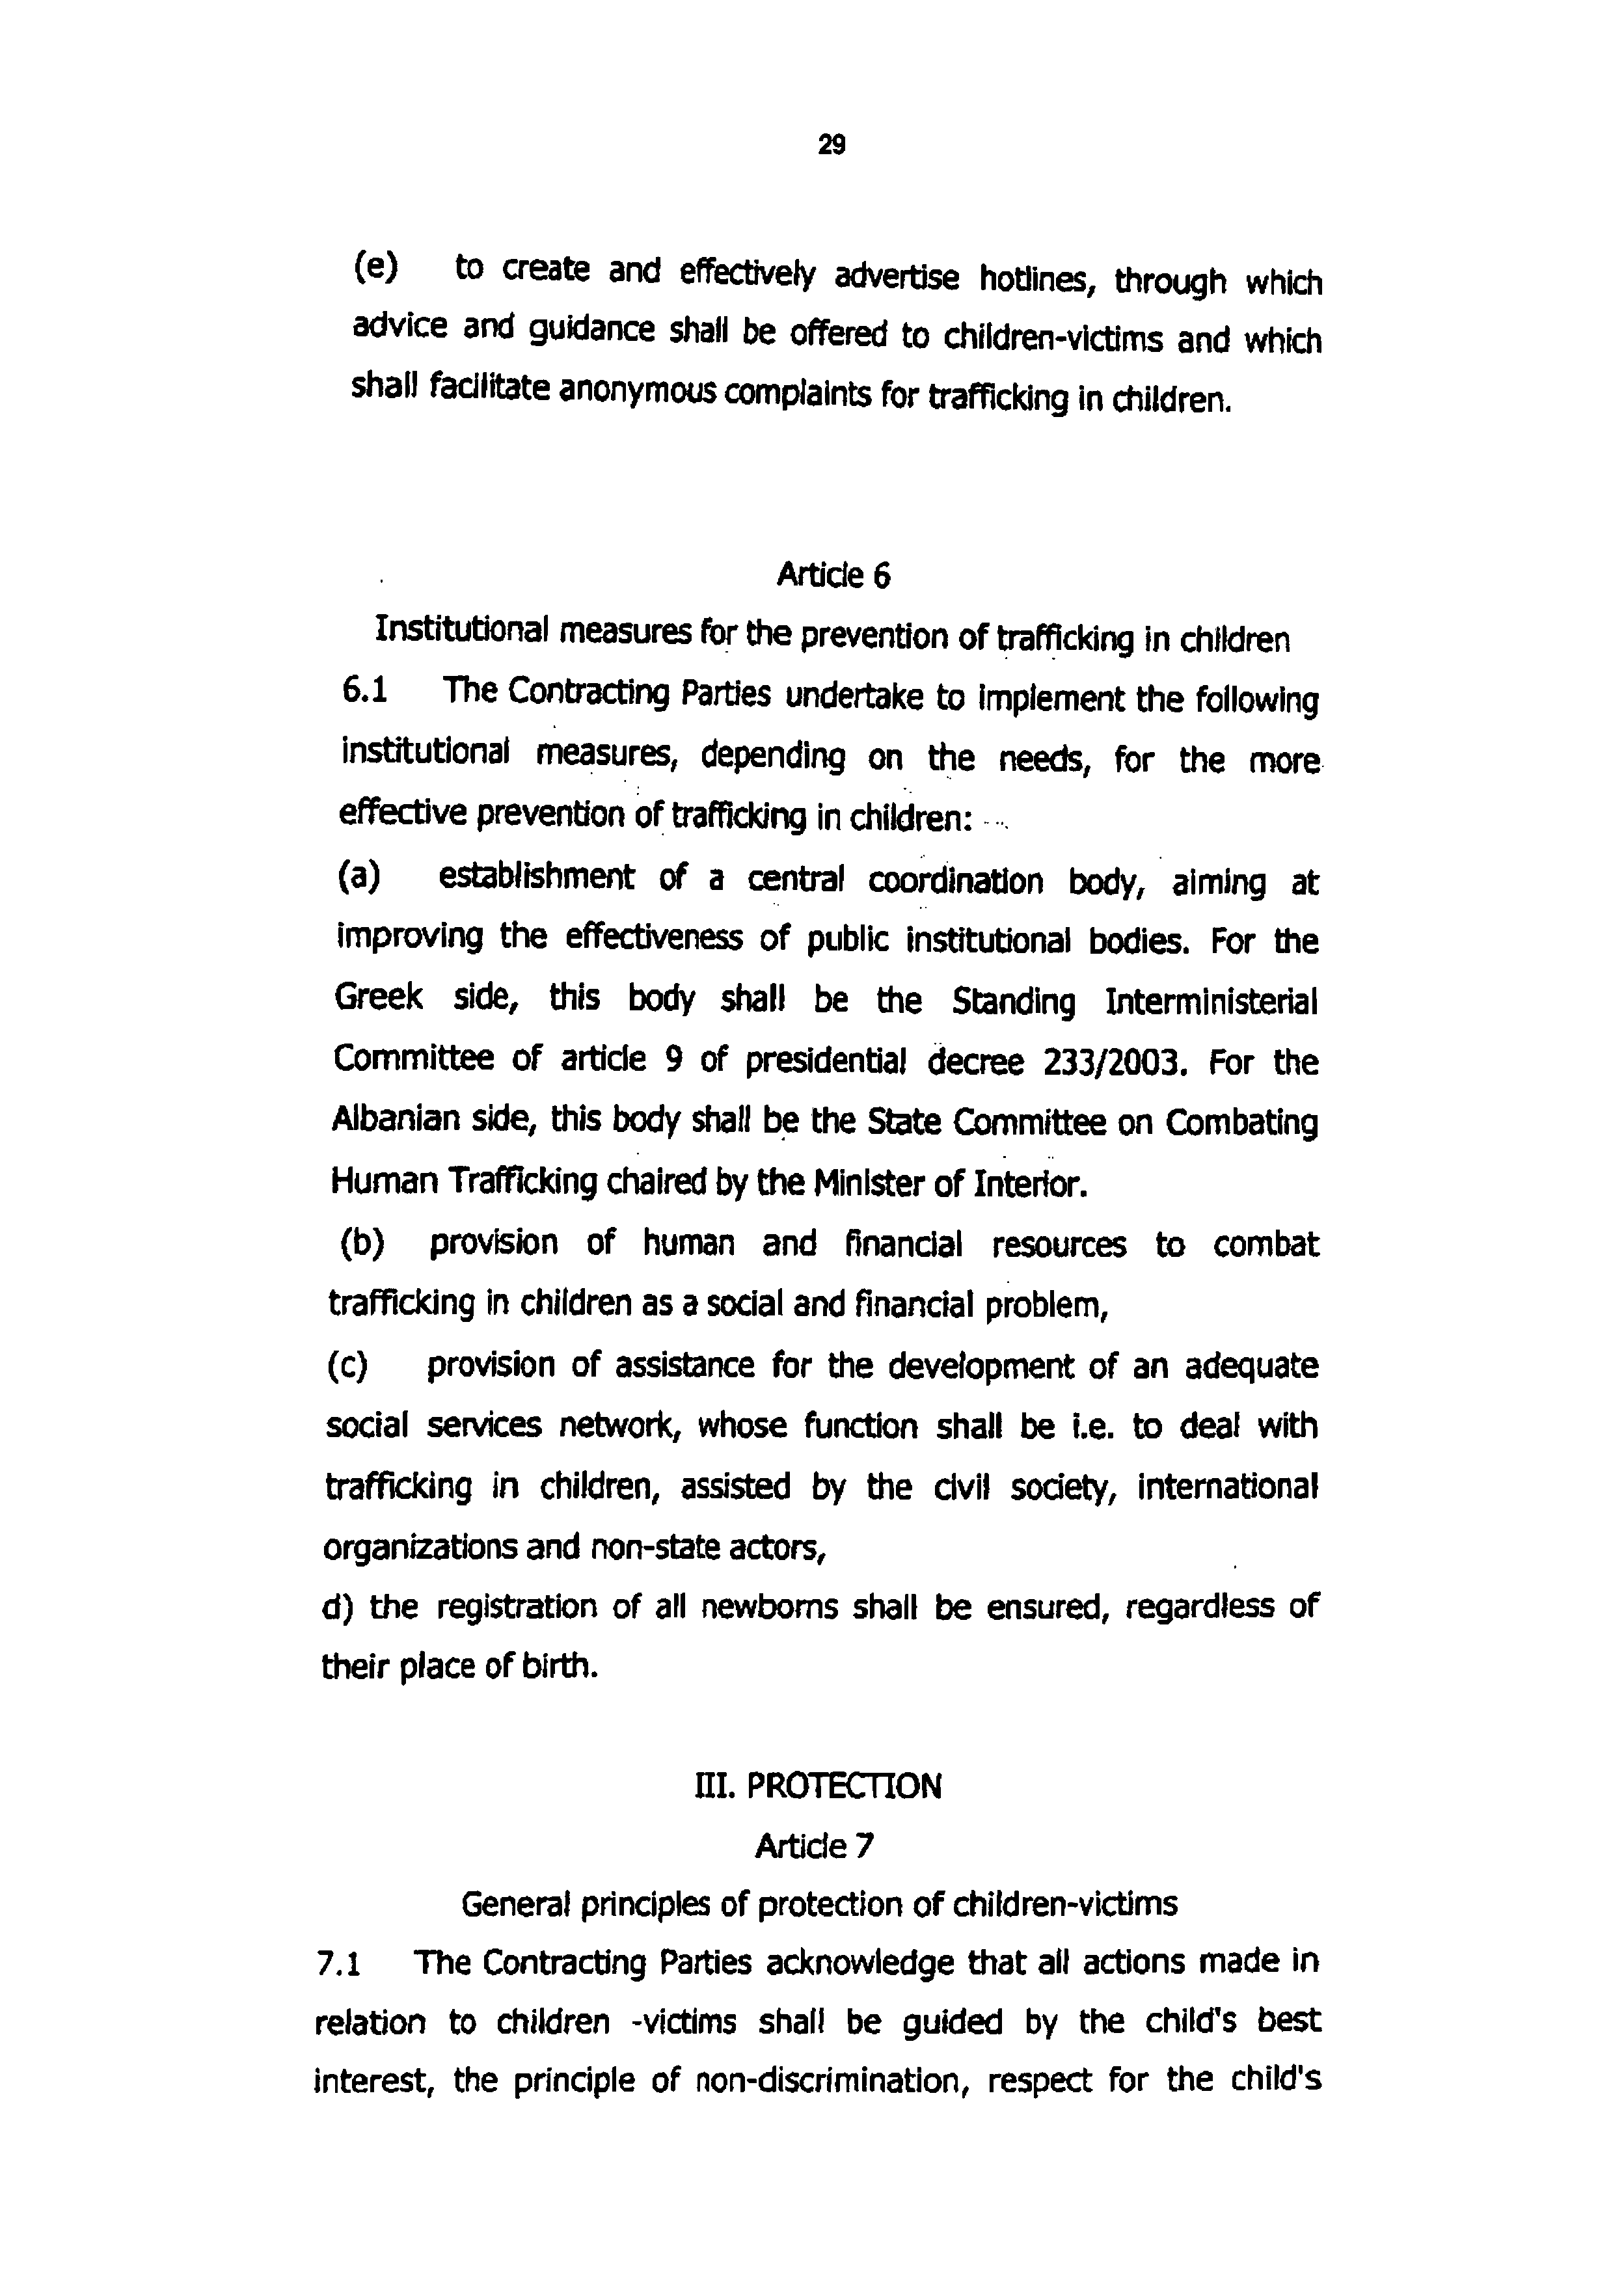 29
(e) to create and effectively advertise hotlines, through which
advice and guidance shall be offered to children-victims and which
shall facilitate anonymous complaints for trafficking in children.
Article 6
Institutional measures for the prevention of trafficking in children
6.1 The Contracting Parties undertake to implement the following
institutional measures, depending on the needs, for the more
effective prevention of trafficking in children:
(a) establishment of a central coordination body, aiming at
improving the effectiveness of public institutional bodies. For the
Greek side, this body shall be the Standing Interministerial
Committee of article 9 of presidential decree 233/2003. For the
Albanian side, this body shall be the State Committee on Combating
Human Trafficking chaired by the Minister of Interior.
(b) provision of human and financial resources to combat
trafficking in children as a social and financial problem,
(c) provision of assistance for the development of an adequate
social services network, whose function shall be i.e. to deal with
trafficking in children, assisted by the civil society, international
organizations and non-state actors,
d) the registration of all newborns shall be ensured, regardless of
their place of birth.
III. PROTECTION
Article 7
General principles of protection of children-victims
7.1 The Contracting Parties acknowledge that all actions made in
relation to children -victims shall be guided by the child's best
interest, the principle of non-discrimination, respect for the child's